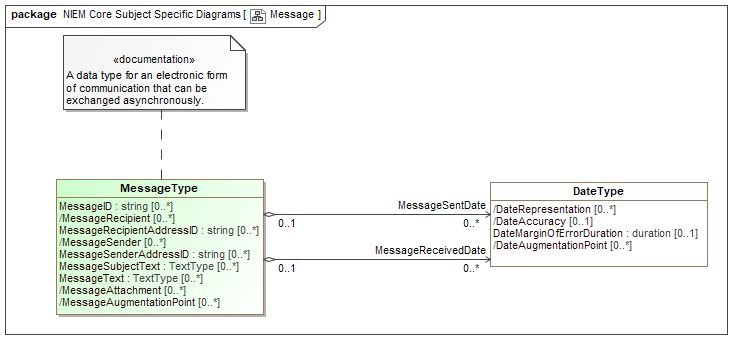 package NIEM Core Subject Specific Diagrams [ Message ]
«documentation»
A data type for an electronic form
of communication that can be
exchanged asynchronously.
MessageType
MessageID : string [0..*]
/MessageRecipient [0..*]
MessageRecipientAddressID : string [0..*]
/MessageSender [0..*]
MessageSenderAddressID : string [0..*]
MessageSubjectText : TextType [0..*]
MessageText : TextType [0..*]
/MessageAttachment [0..*]
/MessageAugmentationPoint [0..*]
MessageSentDate
0..1
0..*
MessageReceivedDate
0..1
0..*
DateType
/DateRepresentation [0..*]
/DateAccuracy [0..1]
DateMarginOfErrorDuration : duration [0..1]
/DateAugmentationPoint [0..*]